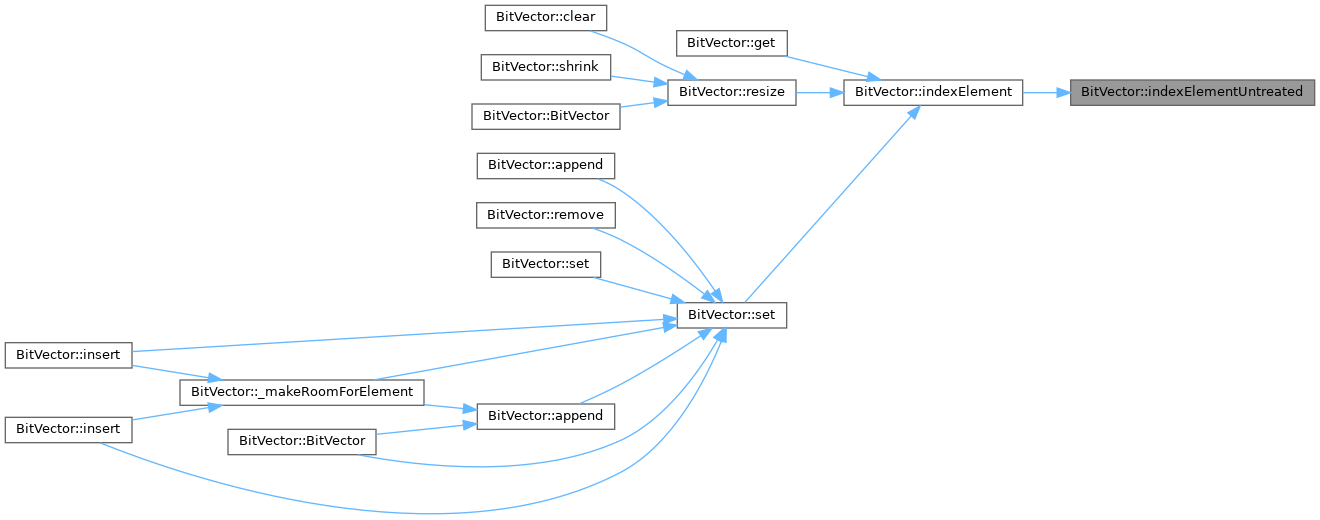 BitVector::clear
BitVector::get
BitVector::shrink
BitVector::resize
BitVector::indexElement
BitVector::indexElementUntreated
BitVector::BitVector
BitVector::append
BitVector::remove
BitVector::set
BitVector::set
BitVector::insert
BitVector::_makeRoomForElement
BitVector::append
BitVector::insert
BitVector::BitVector